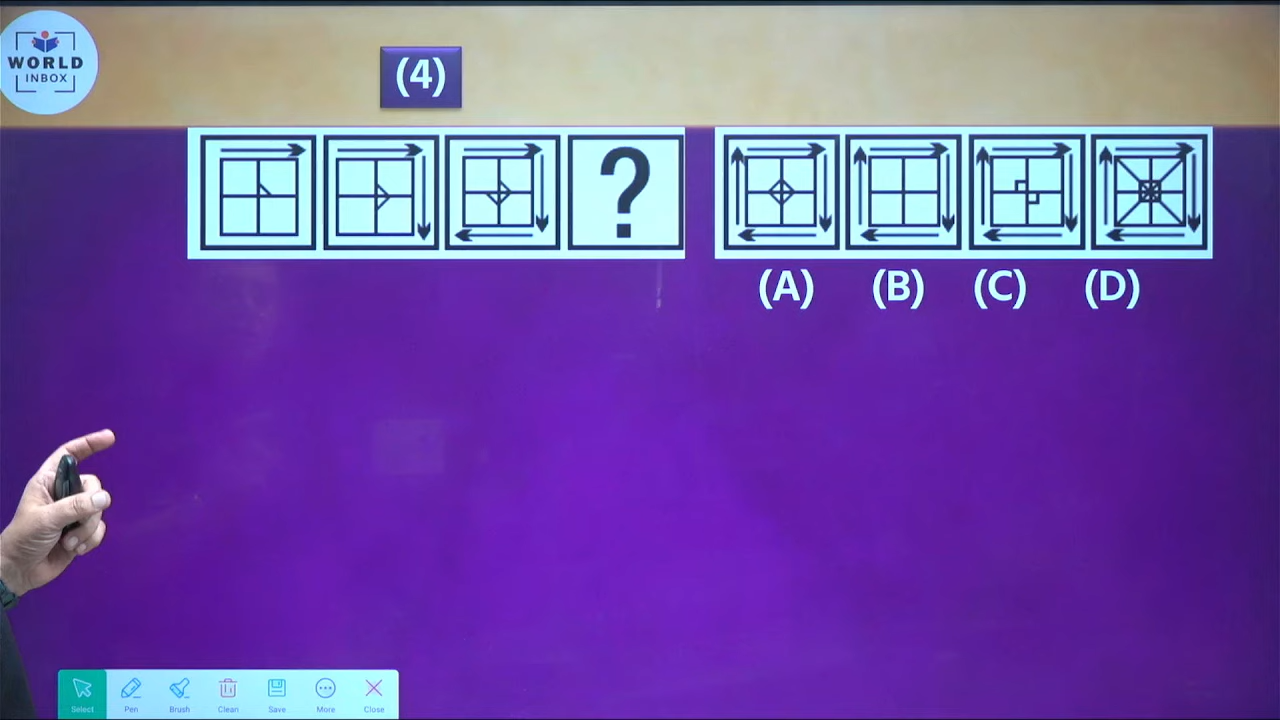 WORLD
INBOX
(4)
?
(A) (B) (C) (D)
Select Pen Brush Clean Save More Close